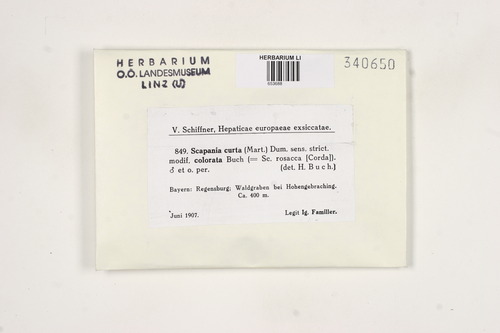 HERBARIUM
O.Ö. LANDESMUSEUM
LINZ (U)
HERBARIUM LI
340650
V. Schiffner, Hepaticae europaeae exsiccatae.
849. Scapania curta (Mart.) Dum. sens. strict.
modif. colorata Buch (= Sc. rosacca [Corda]).
♂ et o. per. (det. H. Buch.)
Bayern: Regensburg; Waldgraben bei Hohengebraching.
Ca. 400 m.
Juni 1907. Legit Ig. Familler.